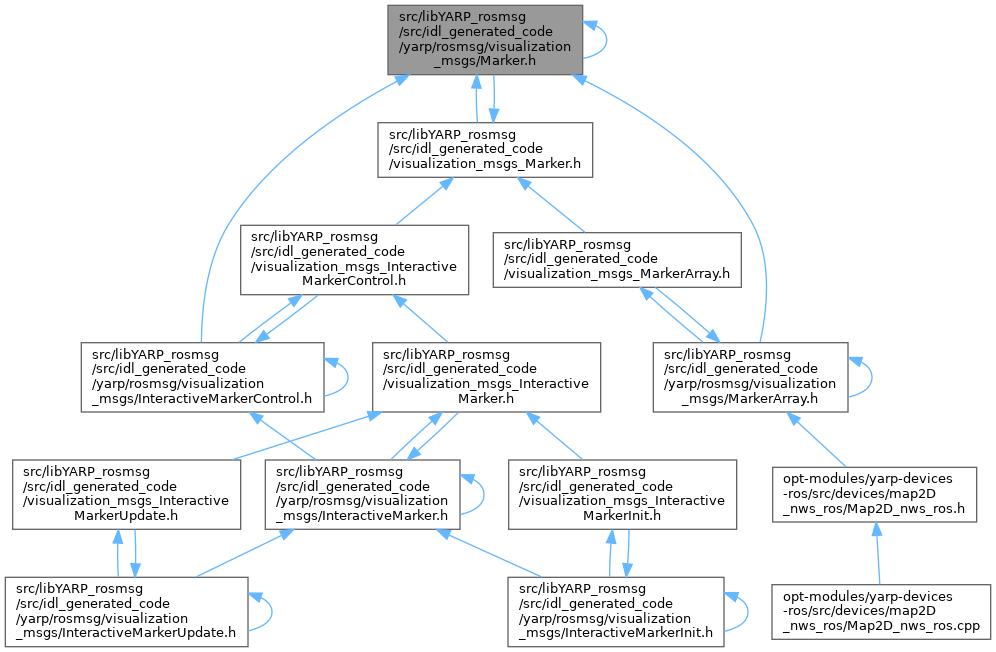 src/libYARP_rosmsg
/src/idl_generated_code
/yarp/rosmsg/visualization
_msgs/Marker.h
src/libYARP_rosmsg
/src/idl_generated_code
/visualization_msgs_Marker.h
src/libYARP_rosmsg
/src/idl_generated_code
/visualization_msgs_Interactive
MarkerControl.h
src/libYARP_rosmsg
/src/idl_generated_code
/visualization_msgs_MarkerArray.h
src/libYARP_rosmsg
/src/idl_generated_code
/yarp/rosmsg/visualization
_msgs/InteractiveMarkerControl.h
src/libYARP_rosmsg
/src/idl_generated_code
/visualization_msgs_Interactive
Marker.h
src/libYARP_rosmsg
/src/idl_generated_code
/yarp/rosmsg/visualization
_msgs/MarkerArray.h
src/libYARP_rosmsg
/src/idl_generated_code
/visualization_msgs_Interactive
MarkerUpdate.h
src/libYARP_rosmsg
/src/idl_generated_code
/yarp/rosmsg/visualization
_msgs/InteractiveMarker.h
src/libYARP_rosmsg
/src/idl_generated_code
/visualization_msgs_Interactive
MarkerInit.h
opt-modules/yarp-devices
-ros/src/devices/map2D
_nws_ros/Map2D_nws_ros.h
src/libYARP_rosmsg
/src/idl_generated_code
/yarp/rosmsg/visualization
_msgs/InteractiveMarkerUpdate.h
src/libYARP_rosmsg
/src/idl_generated_code
/yarp/rosmsg/visualization
_msgs/InteractiveMarkerInit.h
opt-modules/yarp-devices
-ros/src/devices/map2D
_nws_ros/Map2D_nws_ros.cpp